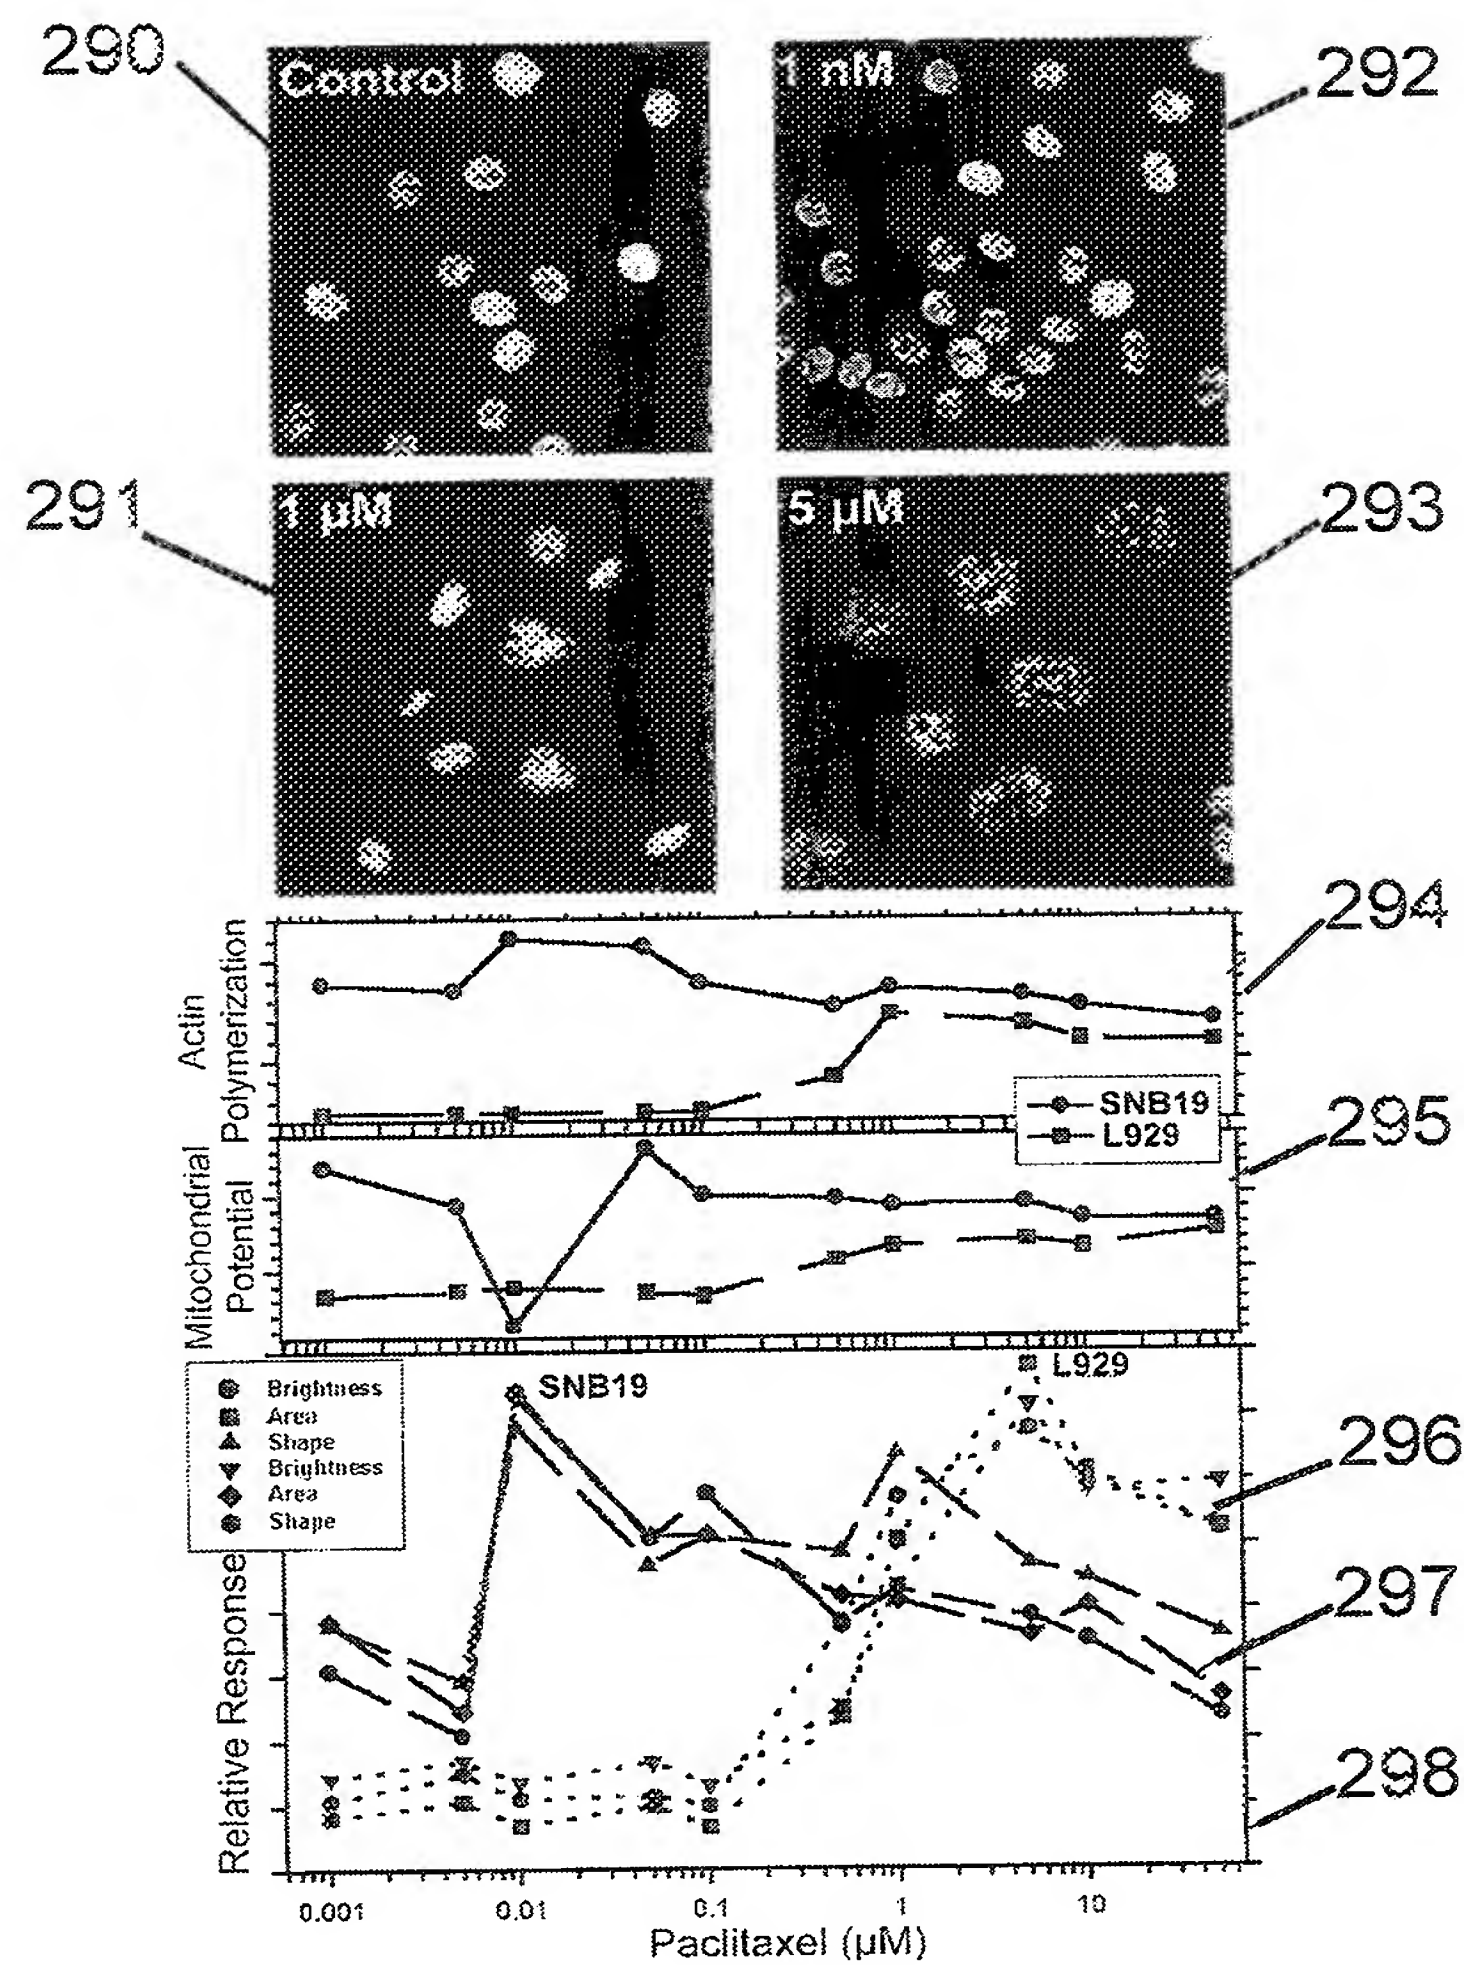 290
Control
1 nM
292
291
1 µM
5 µM
293
294
Actin
Polymerization
SNB19
L929
295
Mitochondrial
Potential
Brightness
Area
Shape
Brightness
Area
Shape
SNB19
L929
296
297
298
Relative Response
0.001
0.01
0.1
1
10
Paclitaxel (µM)